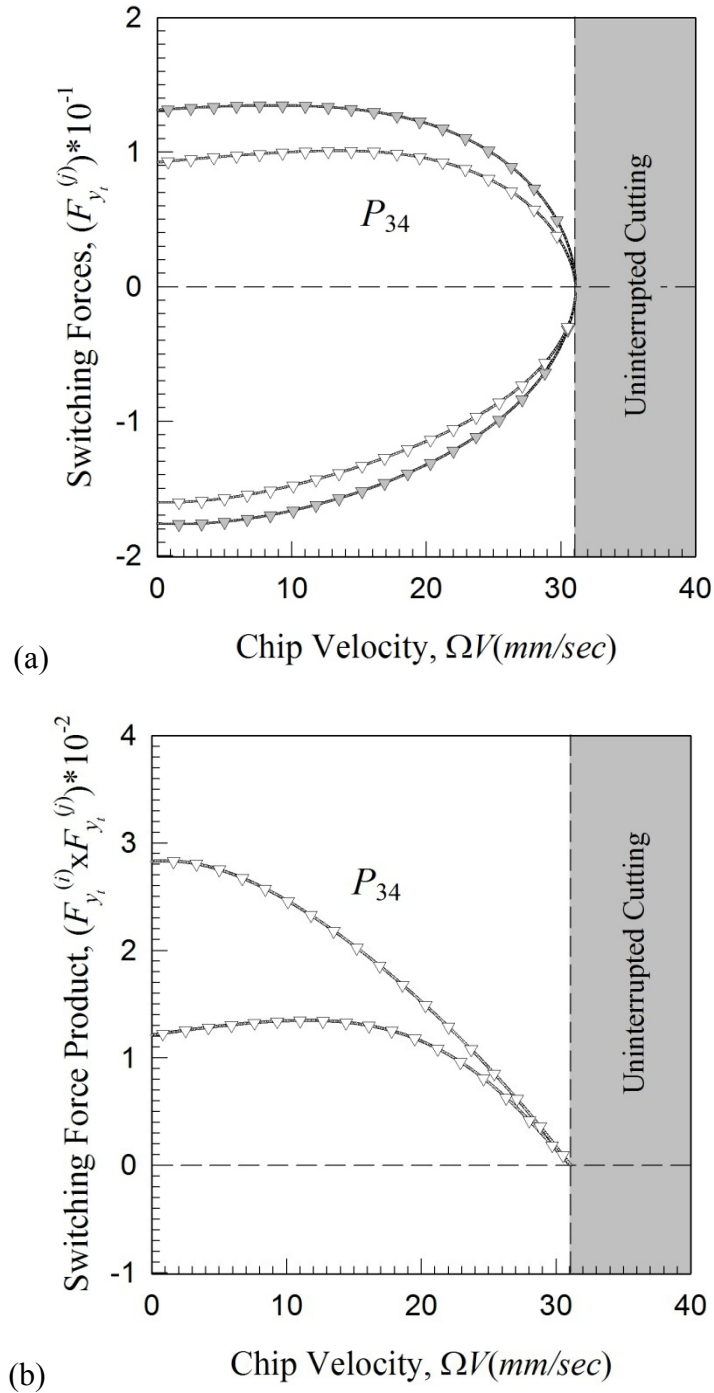 2
1
0
-1
-2
Switching Forces, (F_{y_t}^{(j)})*10^{-1}
P_{34}
Uninterrupted Cutting
0 10 20 30 40
Chip Velocity, ΩV(mm/sec)
(a)
4
3
2
1
0
-1
Switching Force Product, (F_{y_t}^{(i)}xF_{y_t}^{(j)})*10^{-2}
P_{34}
Uninterrupted Cutting
0 10 20 30 40
Chip Velocity, ΩV(mm/sec)
(b)